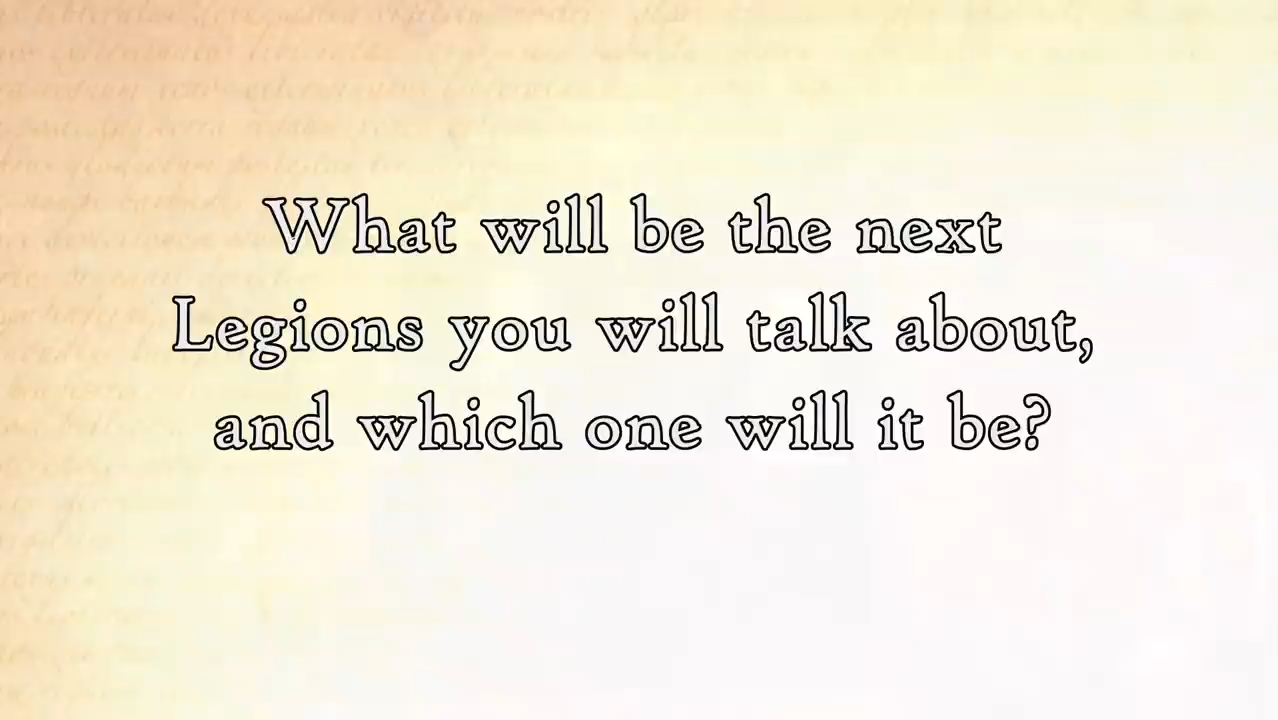 What will be the next
Legions you will talk about,
and which one will it be?